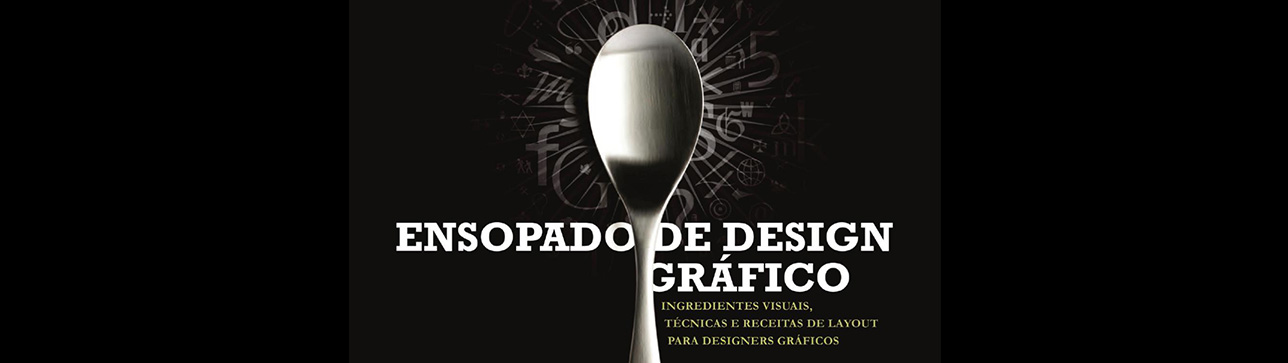 ENSOPADO DE DESIGN
GRÁFICO
INGREDIENTES VISUAIS,
TÉCNICAS E RECEITAS DE LAYOUT
PARA DESIGNERS GRÁFICOS